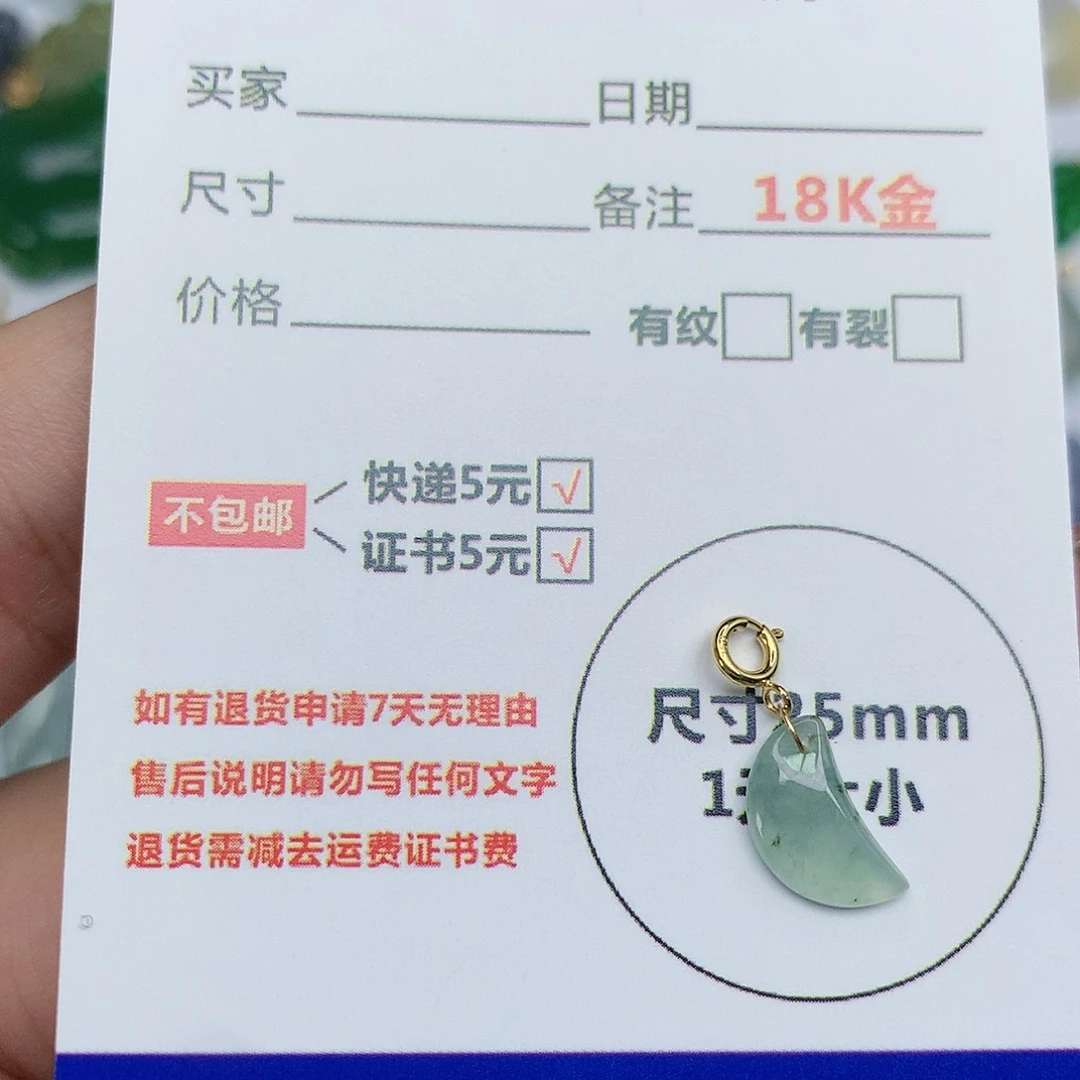 买家 日期
尺寸 备注 18K金
价格 有纹 有裂
不包邮
快递5元 √
证书5元 √
如有退货申请7天无理由
售后说明请勿写任何文字
退货需减去运费证书费
尺寸 5mm
1 小